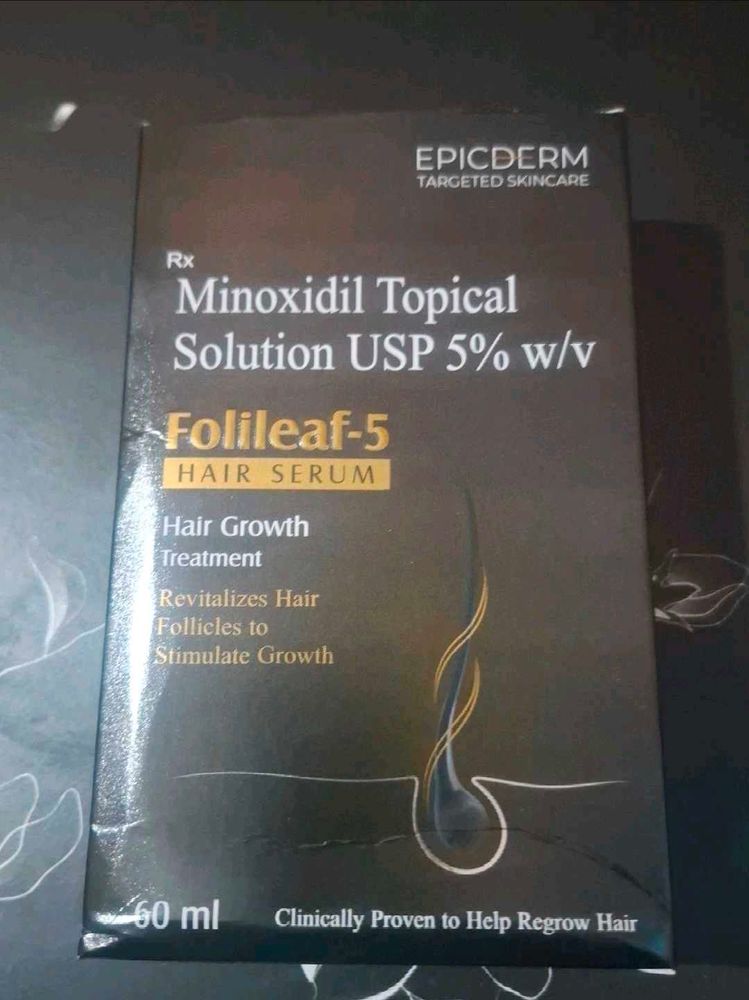 EPICDERM
TARGETED SKINCARE
Rx
Minoxidil Topical
Solution USP 5% w/v
Folileaf-5
HAIR SERUM
Hair Growth
Treatment
Revitalizes Hair
Follicles to
Stimulate Growth
60 ml
Clinically Proven to Help Regrow Hair